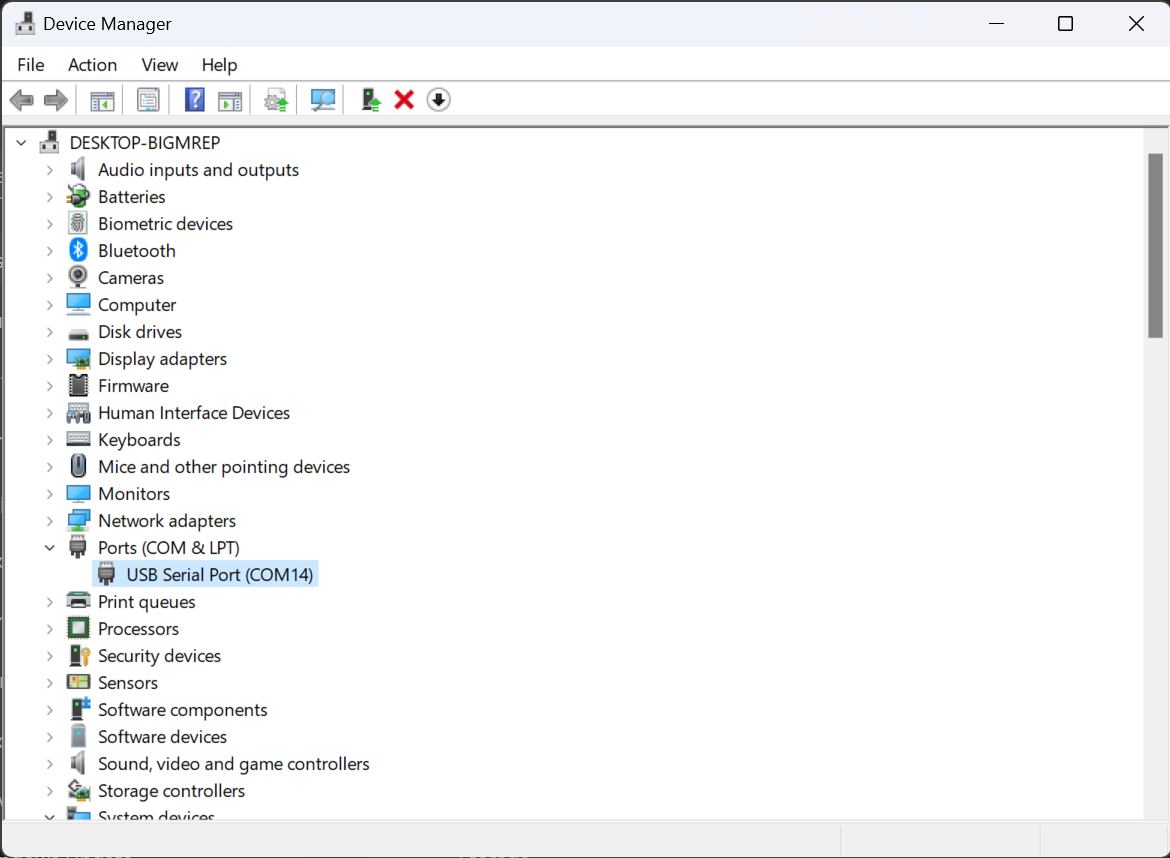 Device Manager
File Action View Help
DESKTOP-BIGMREP
Audio inputs and outputs
Batteries
Biometric devices
Bluetooth
Cameras
Computer
Disk drives
Display adapters
Firmware
Human Interface Devices
Keyboards
Mice and other pointing devices
Monitors
Network adapters
Ports (COM & LPT)
USB Serial Port (COM14)
Print queues
Processors
Security devices
Sensors
Software components
Software devices
Sound, video and game controllers
Storage controllers
System devices